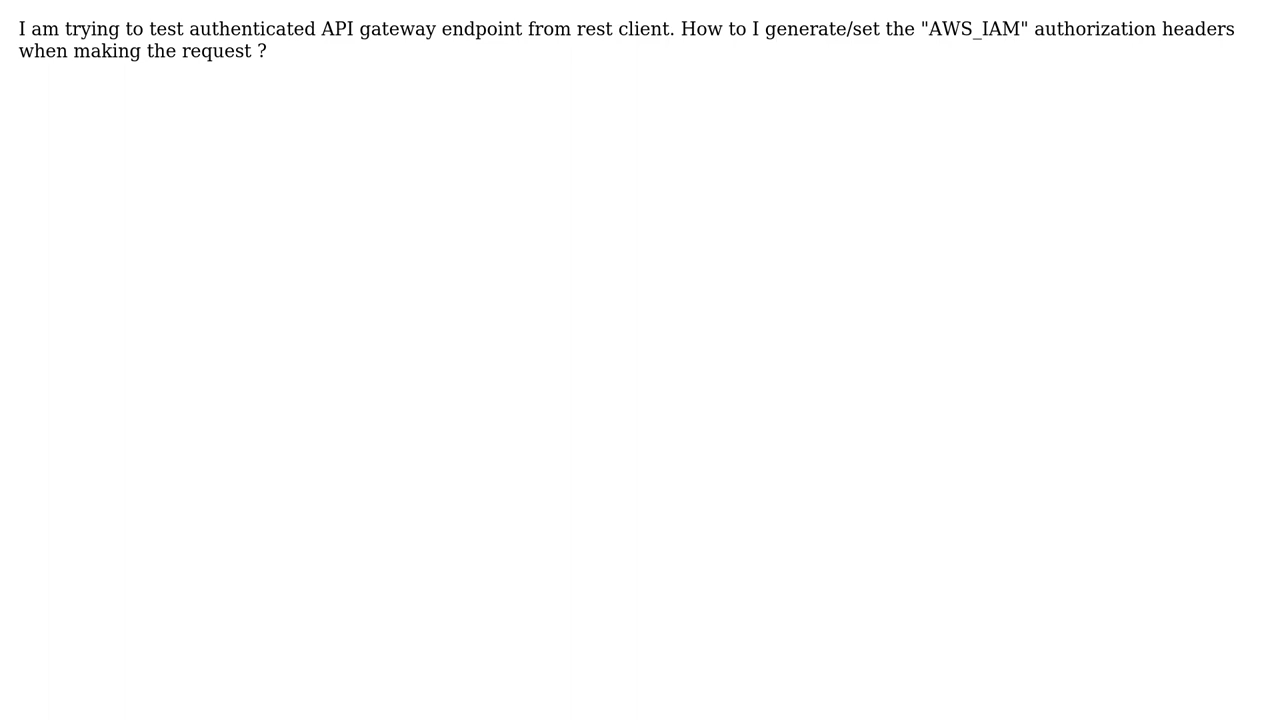 I am trying to test authenticated API gateway endpoint from rest client. How to I generate/set the "AWS_IAM" authorization headers
when making the request ?